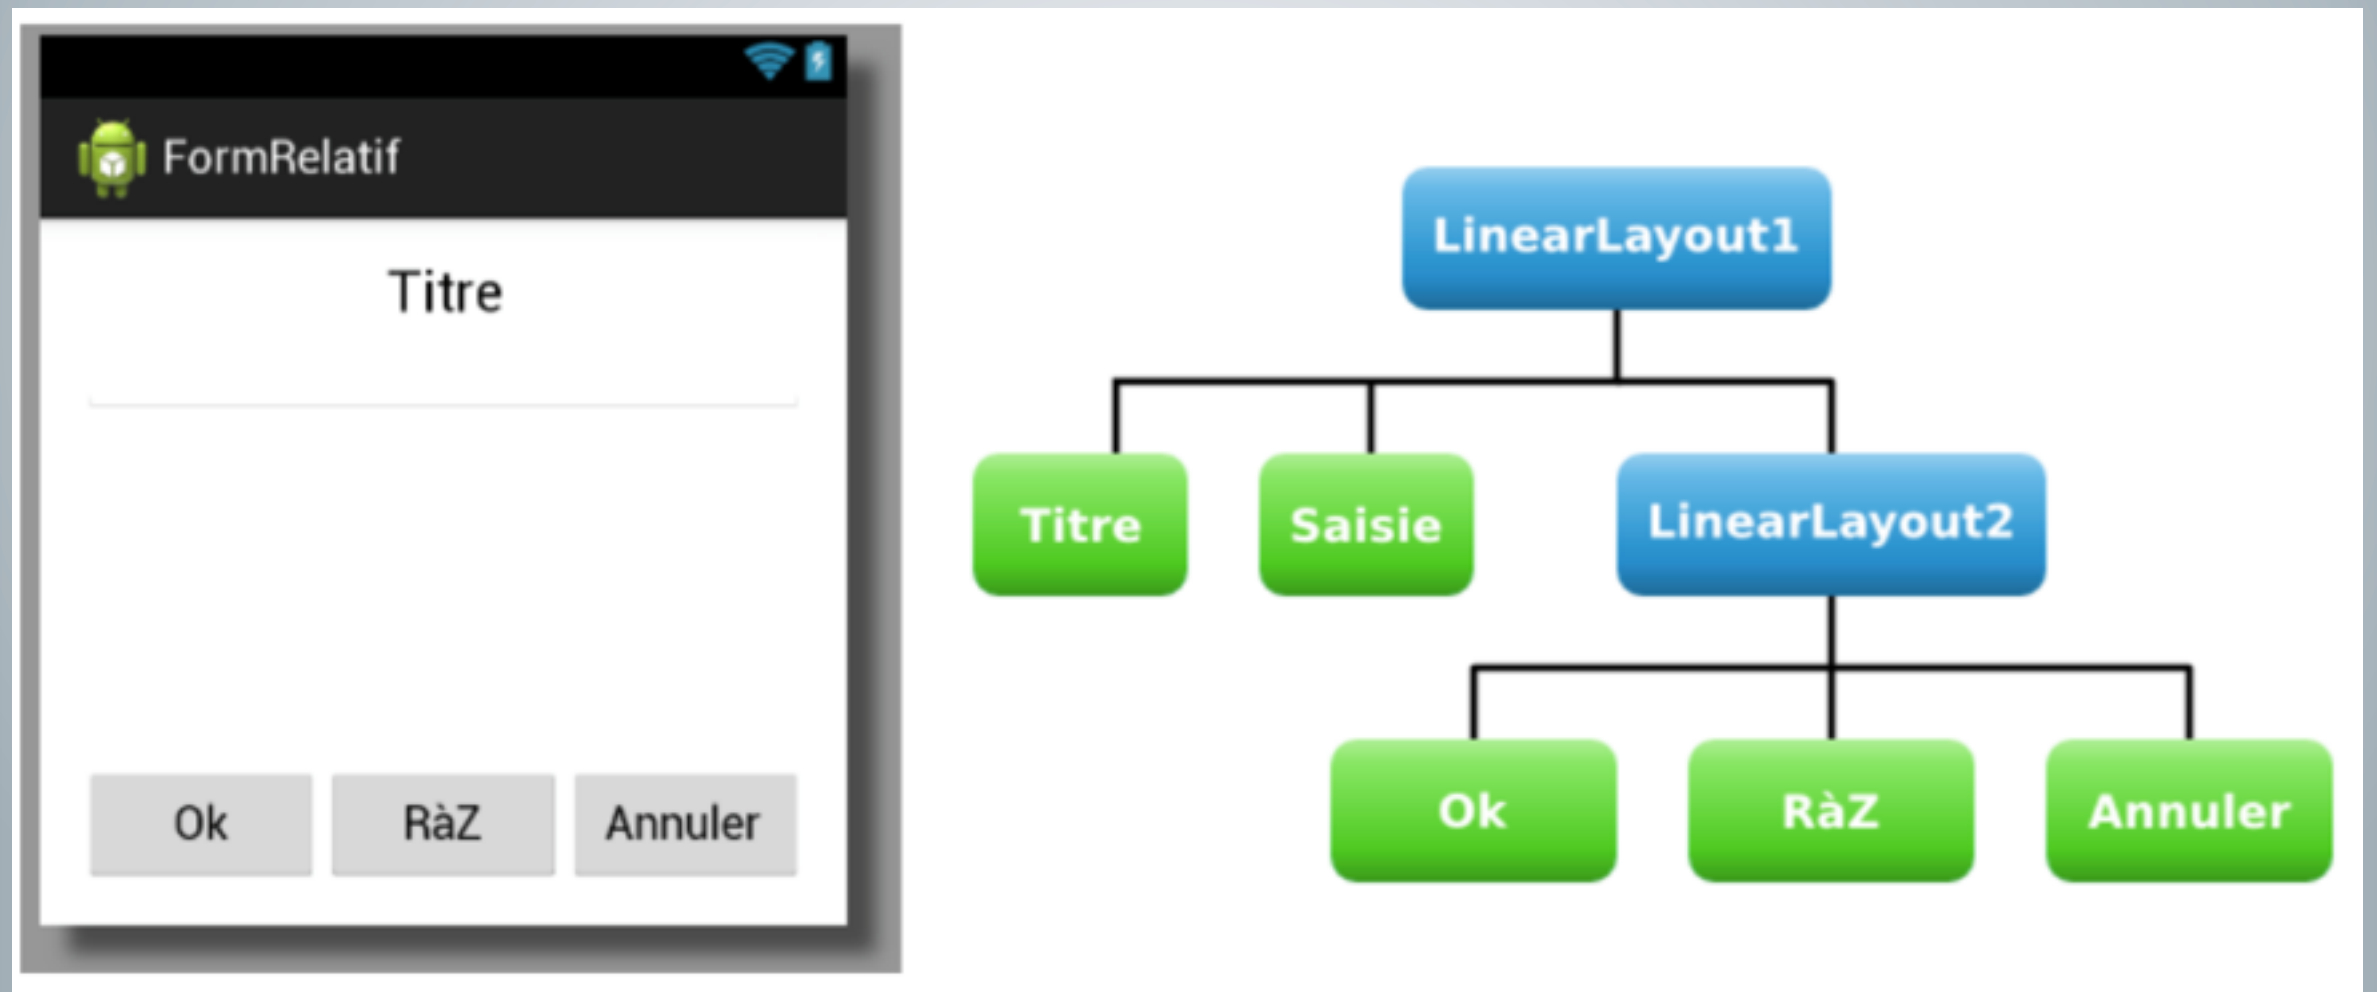 FormRelatif
Titre
Ok RàZ Annuler
LinearLayout1
Titre Saisie LinearLayout2
Ok RàZ Annuler